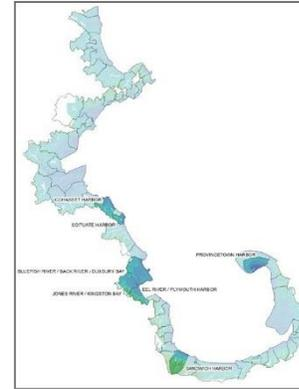 COHASSET HARBOR
SCITUATE HARBOR
PROVINCETOWN HARBOR
BLUEFISH RIVER / BACK RIVER / DUXBURY BAY
EEL RIVER / PLYMOUTH HARBOR
JONES RIVER / KINGSTON BAY
SANDWICH HARBOR